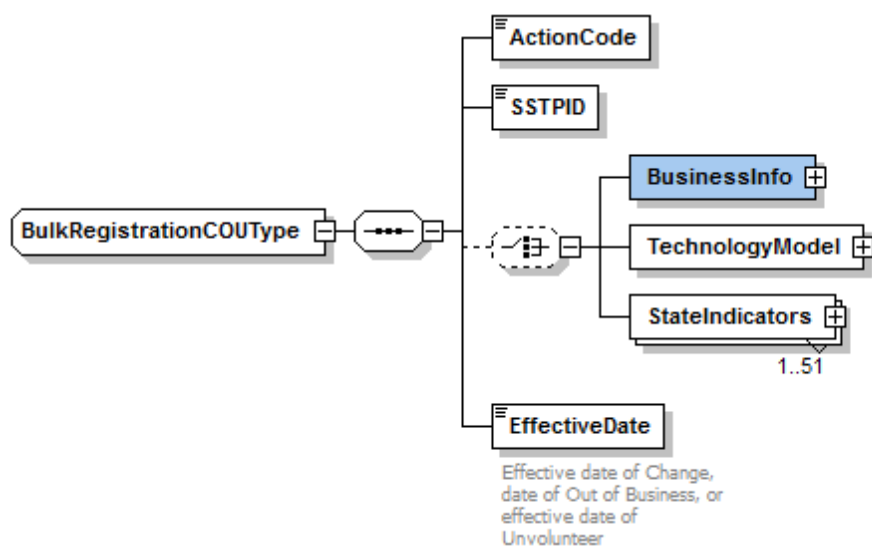 ActionCode
SSTPID
BusinessInfo
BulkRegistrationCOUType
TechnologyModel
StateIndicators
1..51
EffectiveDate
Effective date of Change,
date of Out of Business, or
effective date of
Unvolunteer